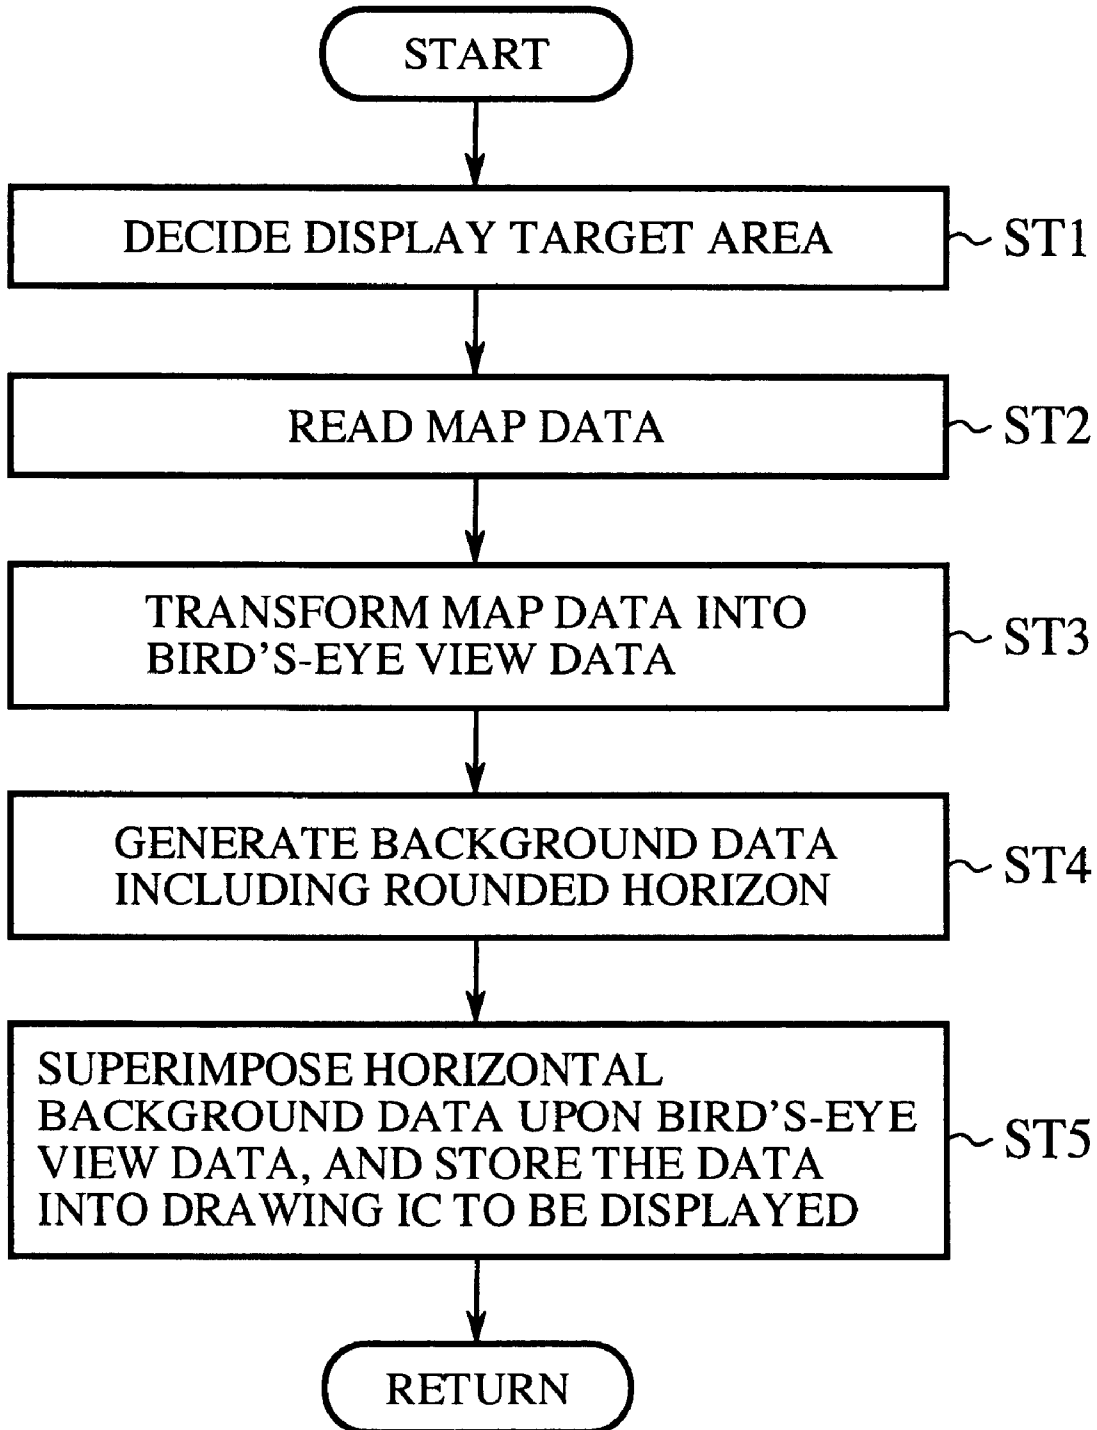 START
DECIDE DISPLAY TARGET AREA
ST1
READ MAP DATA
ST2
TRANSFORM MAP DATA INTO
BIRD'S-EYE VIEW DATA
ST3
GENERATE BACKGROUND DATA
INCLUDING ROUNDED HORIZON
ST4
SUPERIMPOSE HORIZONTAL
BACKGROUND DATA UPON BIRD'S-EYE
VIEW DATA, AND STORE THE DATA
INTO DRAWING IC TO BE DISPLAYED
ST5
RETURN